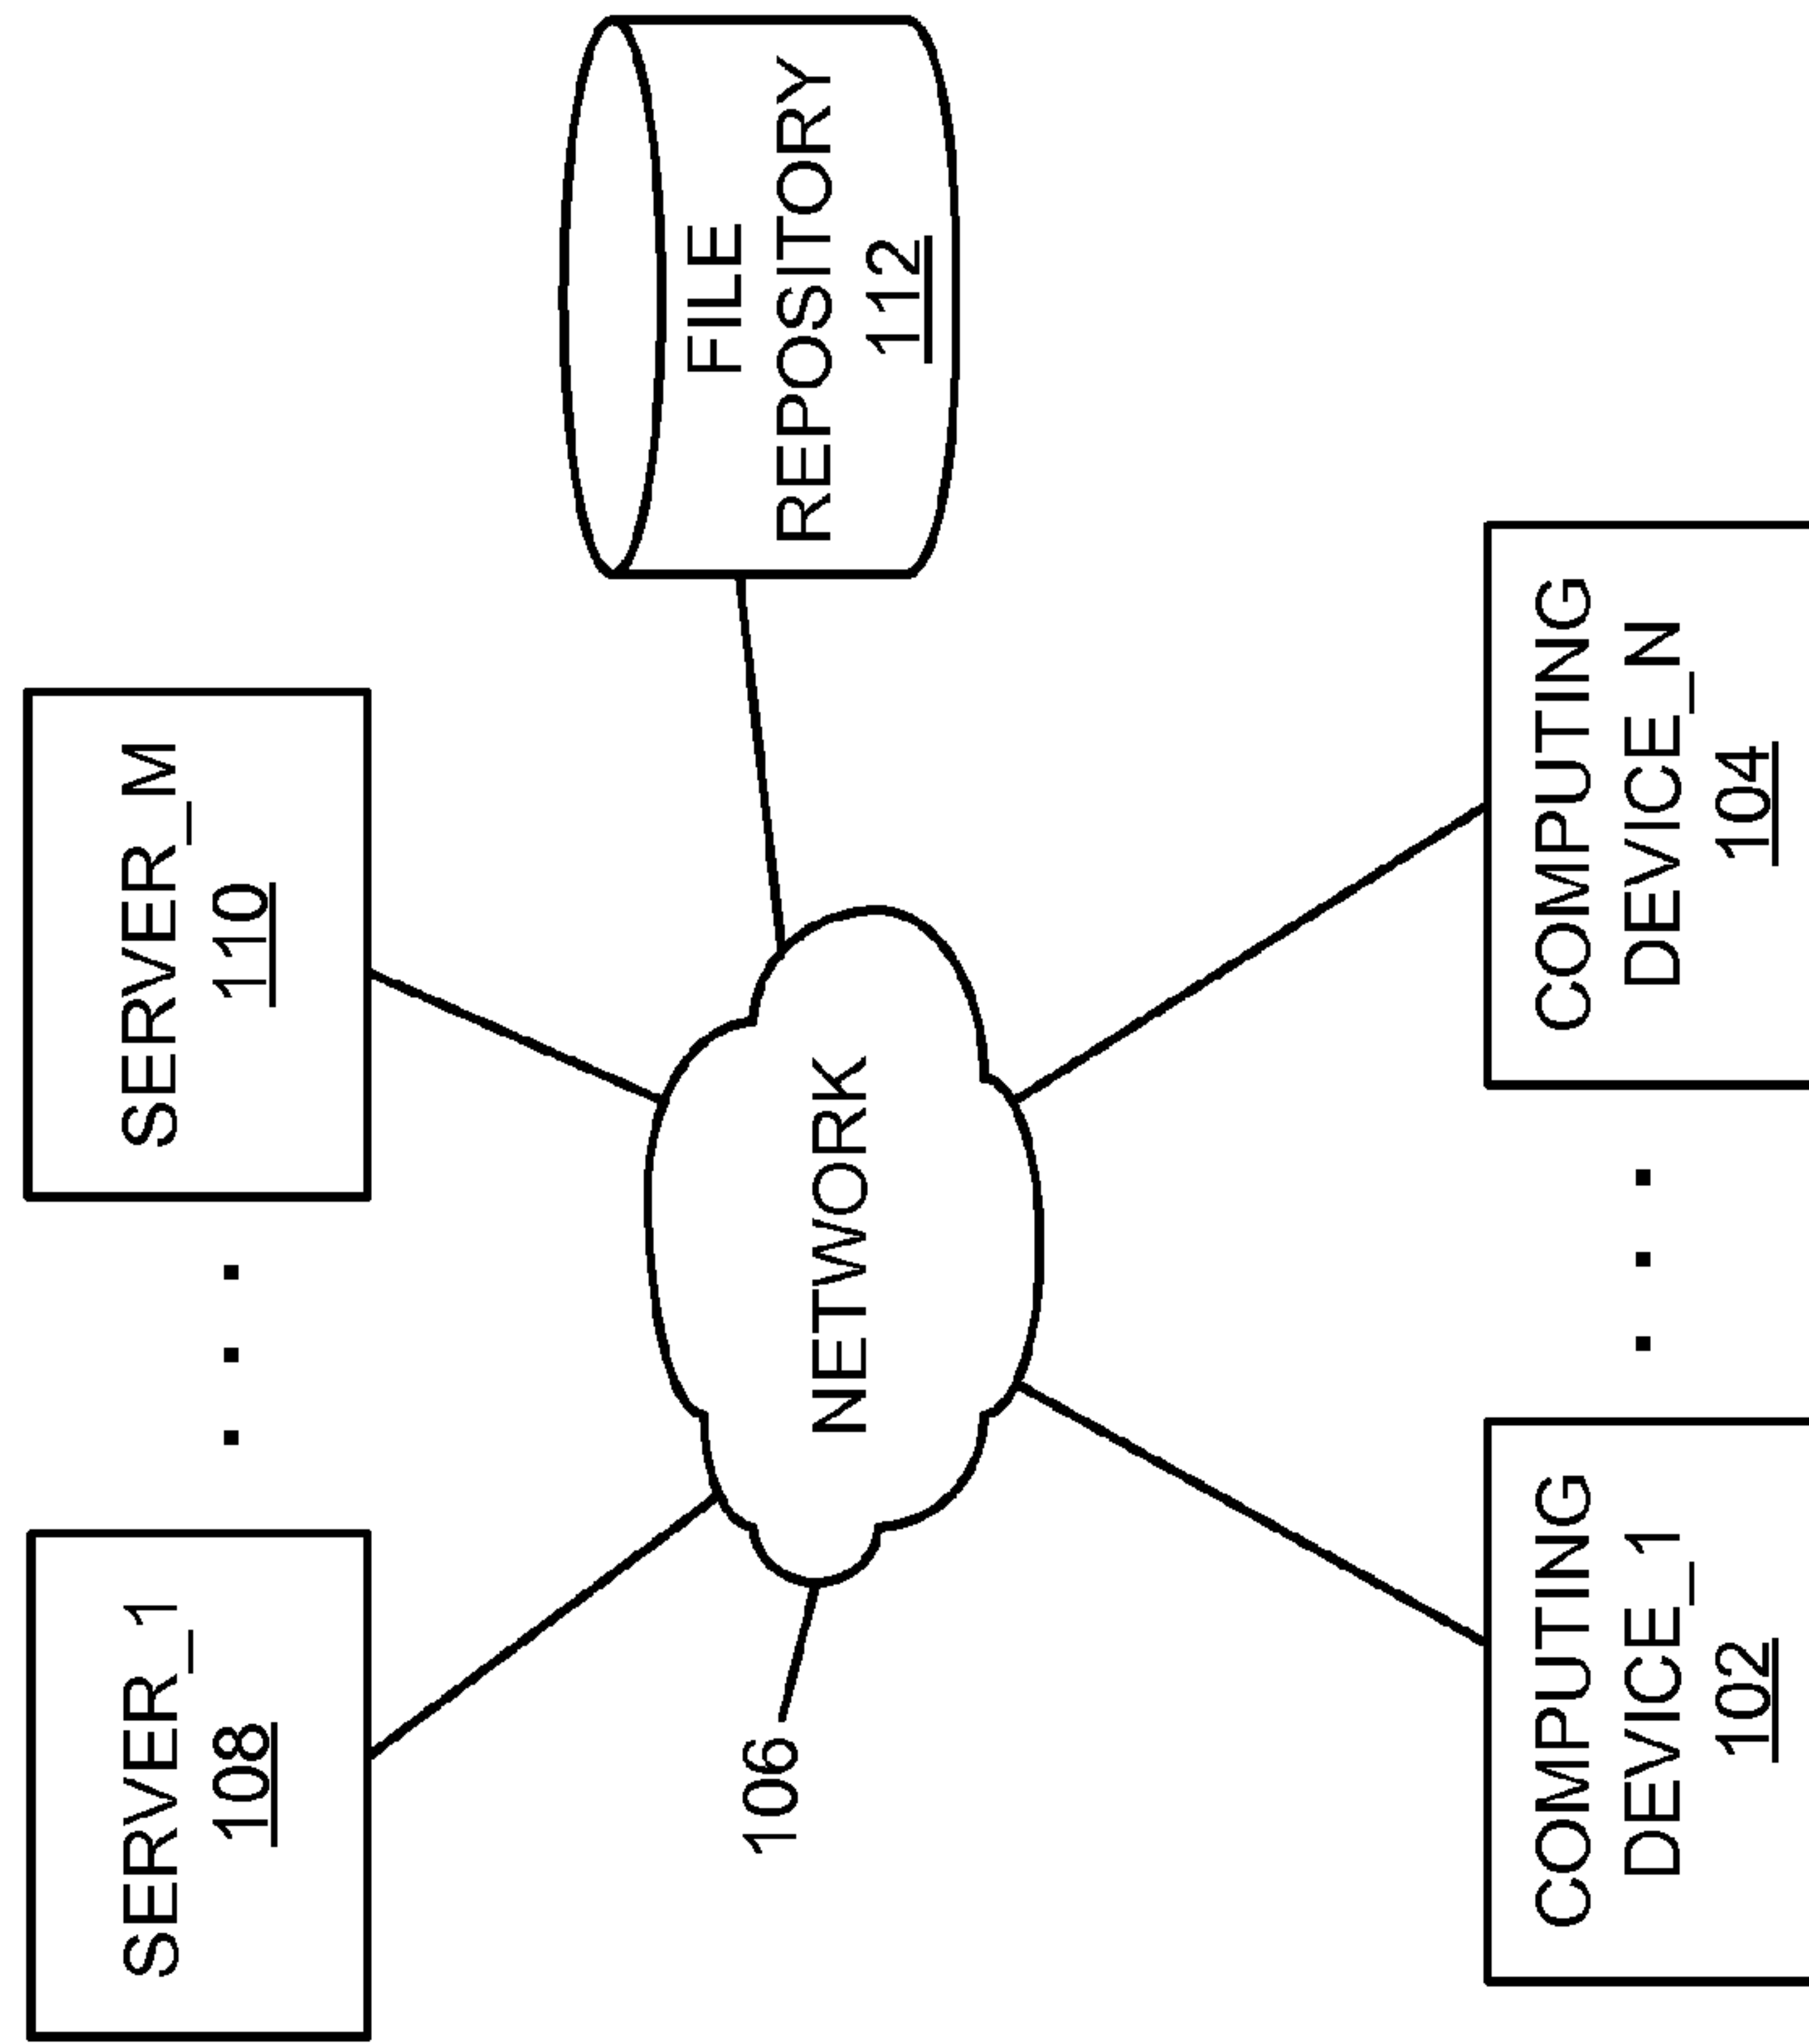 SERVER_1
108
. . .
SERVER_M
110
106
NETWORK
FILE
REPOSITORY
112
COMPUTING
DEVICE_1
102
. . .
COMPUTING
DEVICE_N
104